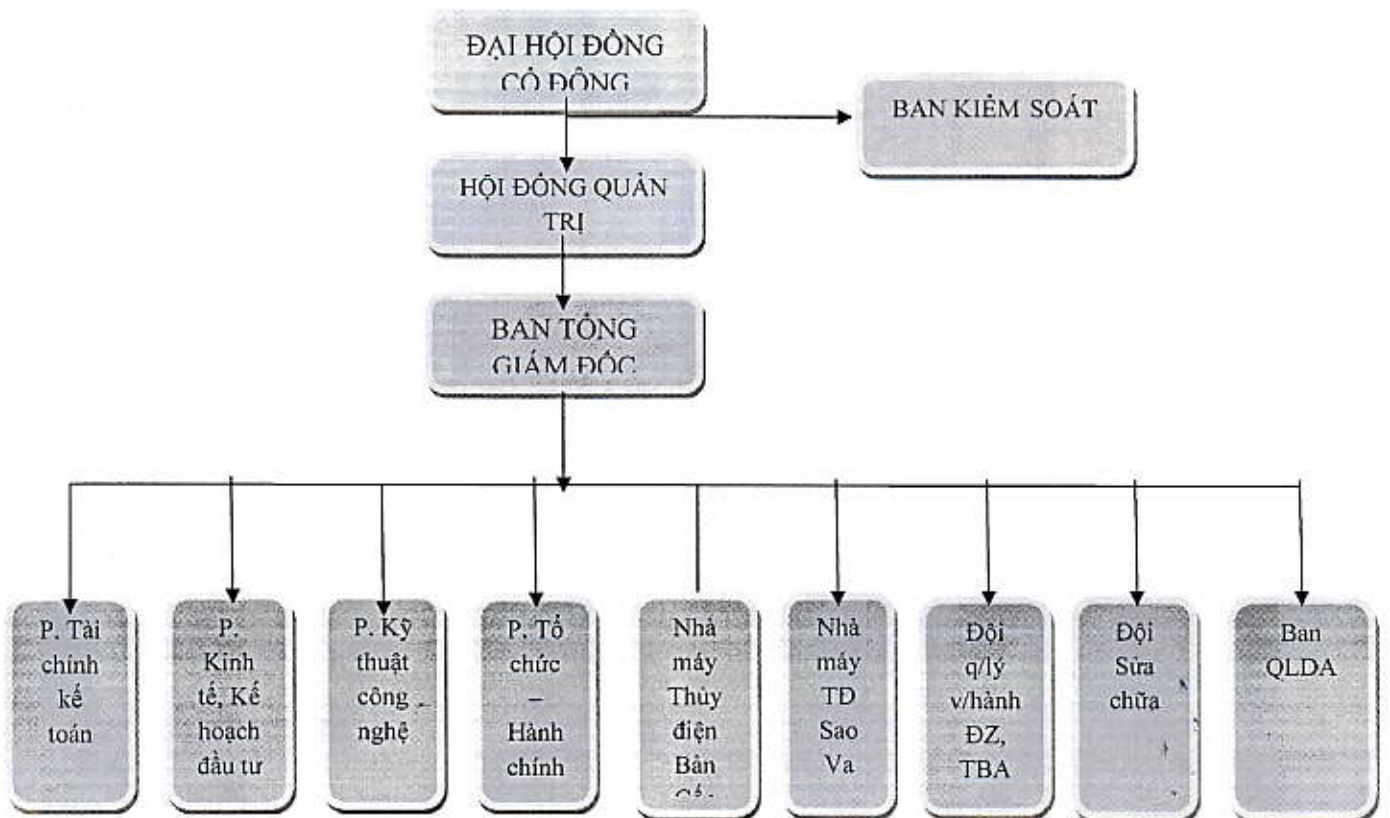 ĐẠI HỘI ĐỒNG
CỔ ĐÔNG
BAN KIỂM SOÁT
HỘI ĐỒNG QUẢN
TRỊ
BAN TỔNG
GIÁM ĐỐC
P. Tài
chính
kế
toán
P.
Kinh
tế, Kế
hoạch
đầu tư
P. Kỹ
thuật
công
nghệ
P. Tổ
chức
–
Hành
chính
Nhà
máy
Thủy
điện
Bản
Nhà
máy
TĐ
Sao
Va
Đội
q/lý
v/hành
ĐZ,
TBA
Đội
Sửa
chữa
Ban
QLDA